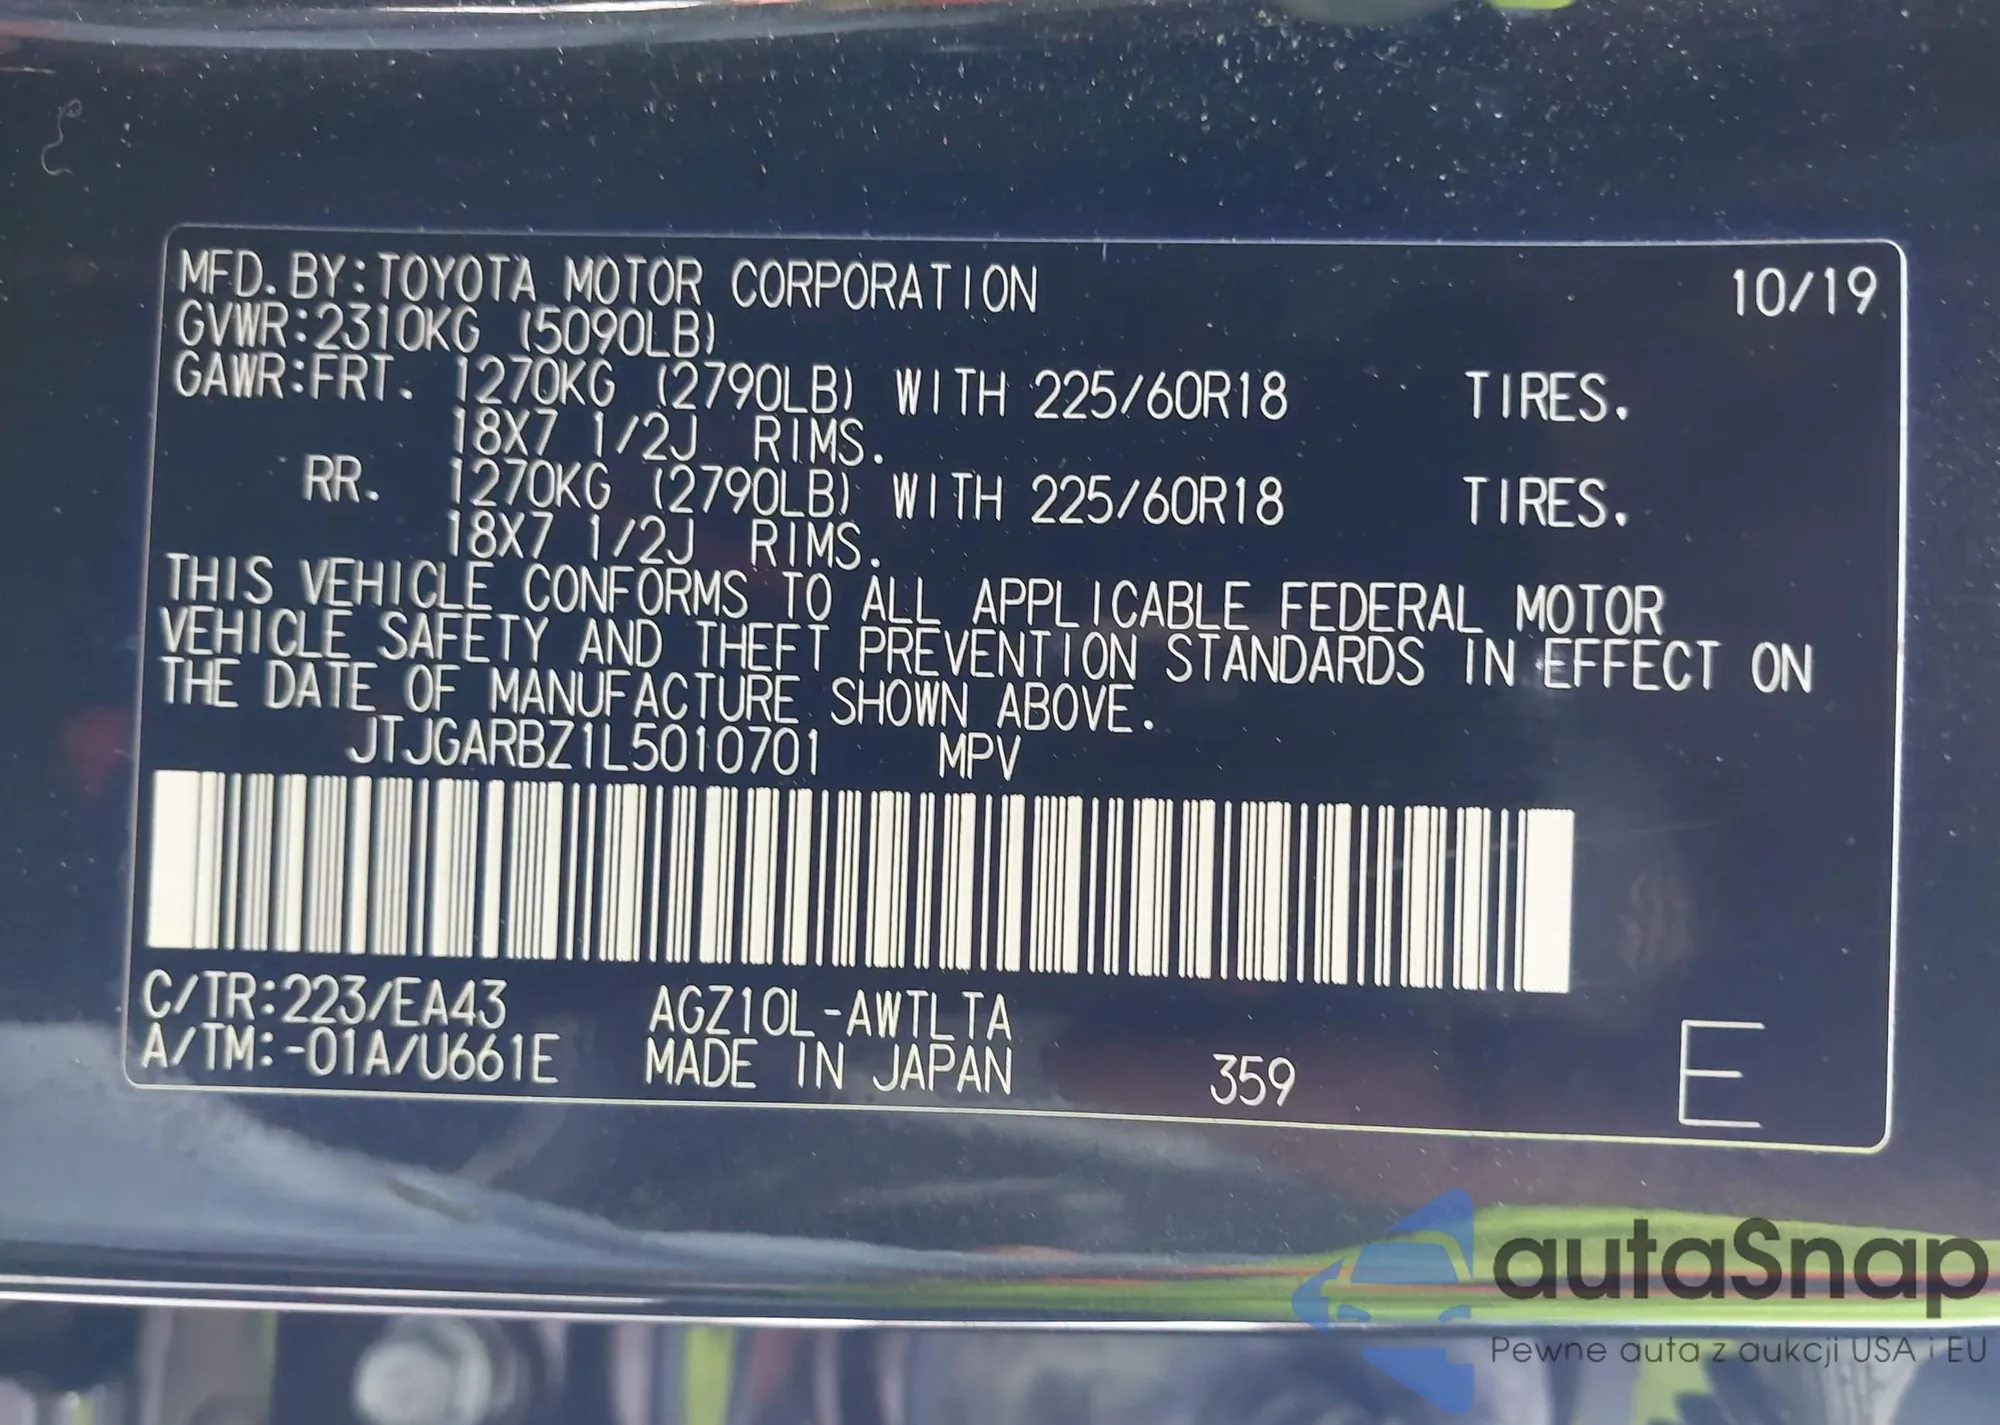 MFD. BY: TOYOTA MOTOR CORPORATION 10/19
GVWR: 2310KG (5090LB)
GAWR: FRT. 1270KG (2790LB) WITH 225/60R18 TIRES.
18X7 1/2J RIMS.
RR. 1270KG (2790LB) WITH 225/60R18 TIRES.
18X7 1/2J RIMS.
THIS VEHICLE CONFORMS TO ALL APPLICABLE FEDERAL MOTOR
VEHICLE SAFETY AND THEFT PREVENTION STANDARDS IN EFFECT ON
THE DATE OF MANUFACTURE SHOWN ABOVE.
JTJGARBZ1L5010701 MPV
C/TR: 223/EA43 AGZ10L-AWTLTA
A/TM: -01A/U661E MADE IN JAPAN 359 E
autaSnap
Pewne auta z aukcji USA i EU